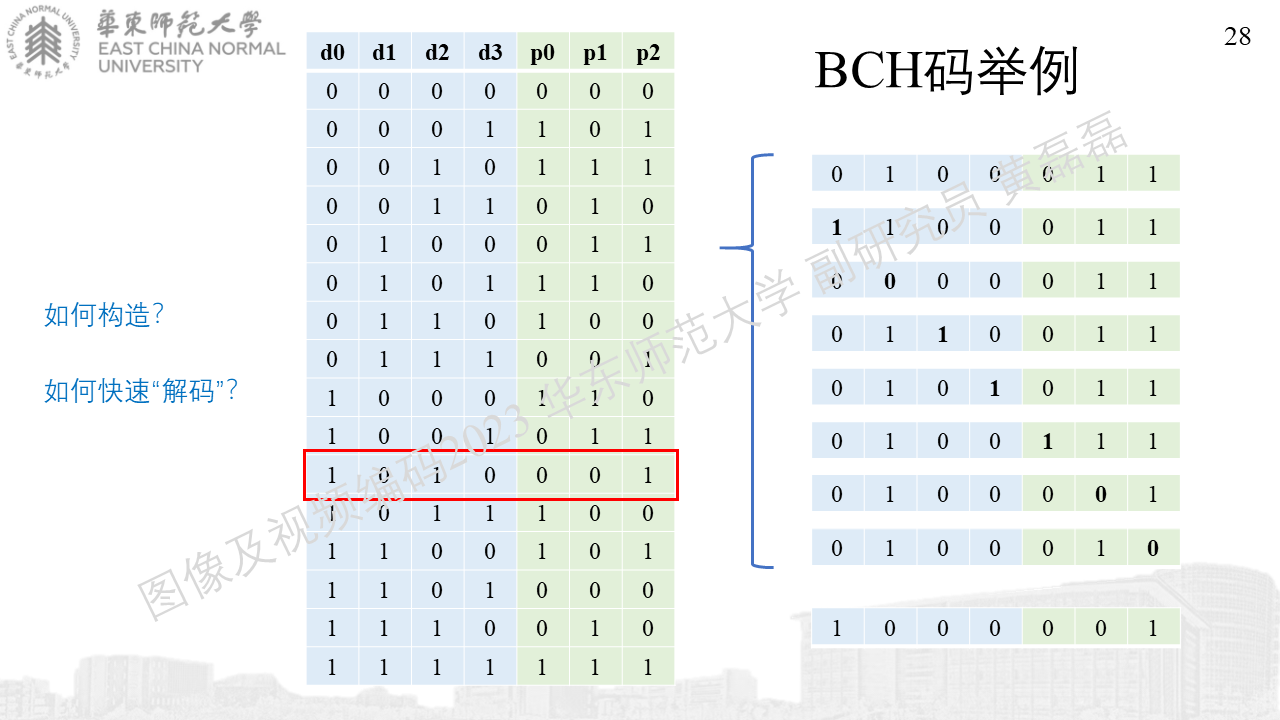 華東師範大學
EAST CHINA NORMAL
UNIVERSITY
EAST CHINA NORMAL UNIVERSITY
華東师范大學
28
BCH码举例
如何构造?
如何快速“解码”?
d0 d1 d2 d3 p0 p1 p2
0 0 0 0 0 0 0
0 0 0 1 1 0 1
0 0 1 0 1 1 1
0 0 1 1 0 1 0
0 1 0 0 0 1 1
0 1 0 1 1 1 0
0 1 1 0 1 0 0
0 1 1 1 0 0 1
1 0 0 0 1 1 0
1 0 0 1 0 1 1
1 0 1 0 0 0 1
1 0 1 1 1 0 0
1 1 0 0 1 0 1
1 1 0 1 0 0 0
1 1 1 0 0 1 0
1 1 1 1 1 1 1
0 1 0 0 0 1 1
1 1 0 0 0 1 1
0 0 0 0 0 1 1
0 1 1 0 0 1 1
0 1 0 1 0 1 1
0 1 0 0 1 1 1
0 1 0 0 0 0 1
0 1 0 0 0 1 0
1 0 0 0 0 0 1
图像及视频编码2023 华东师范大学 副研究员 黄磊磊